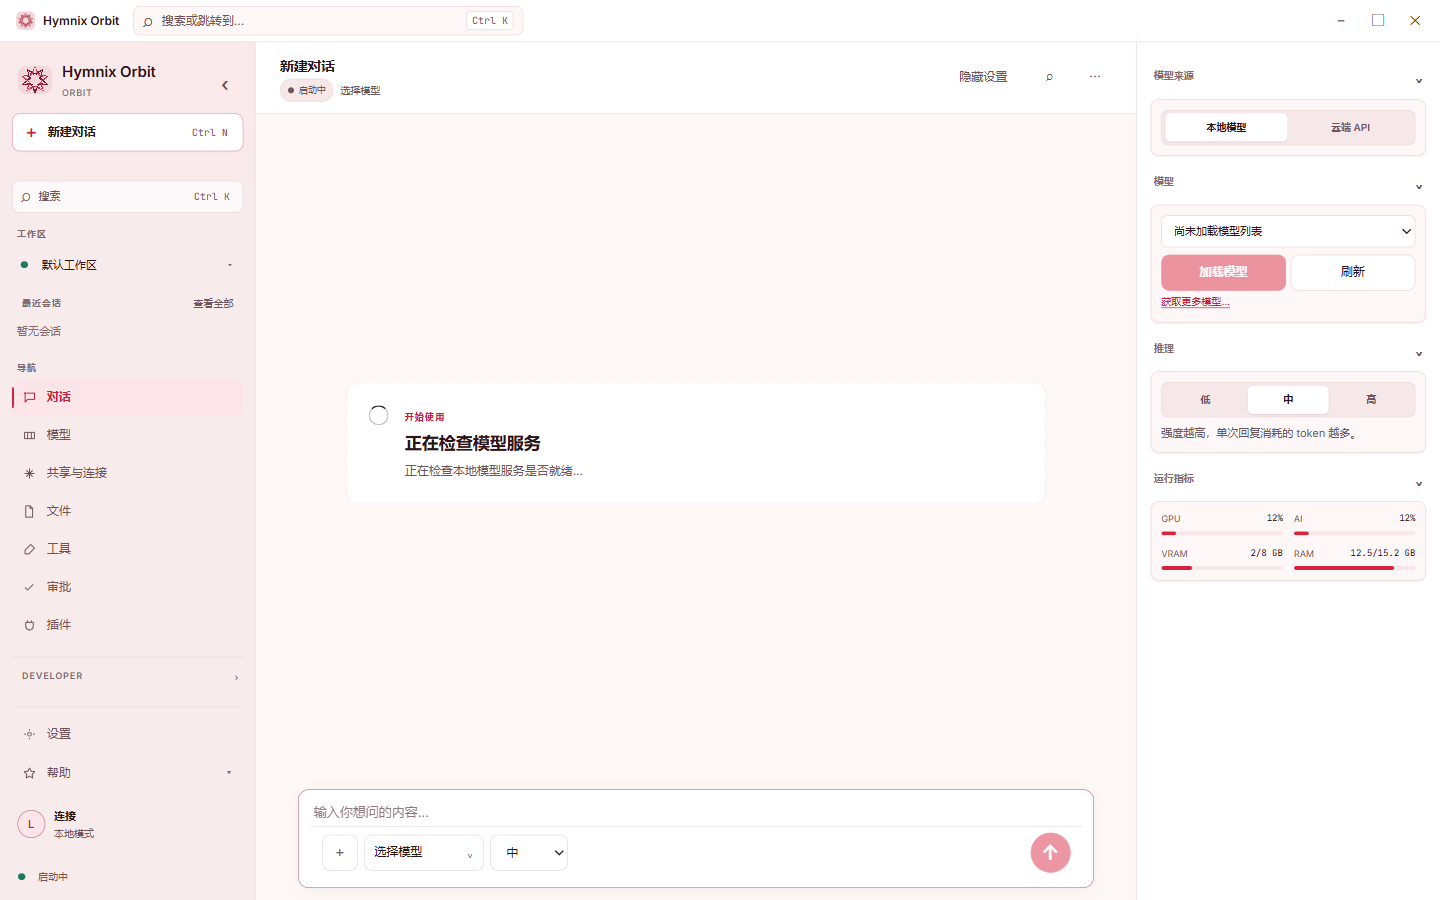 Hymnix Orbit
搜索或跳转到...
Ctrl K
Hymnix Orbit
ORBIT
新建对话
Ctrl N
搜索
Ctrl K
工作区
默认工作区
最近会话
查看全部
暂无会话
导航
对话
模型
共享与连接
文件
工具
审批
插件
DEVELOPER
设置
帮助
L
连接
本地模式
启动中
新建对话
启动中
选择模型
隐藏设置
开始使用
正在检查模型服务
正在检查本地模型服务是否就绪...
输入你想问的内容...
+
选择模型
中
模型来源
本地模型
云端 API
模型
尚未加载模型列表
加载模型
刷新
获取更多模型...
推理
低
中
高
强度越高，单次回复消耗的 token 越多。
运行指标
GPU
12%
AI
12%
VRAM
2/8 GB
RAM
12.5/15.2 GB